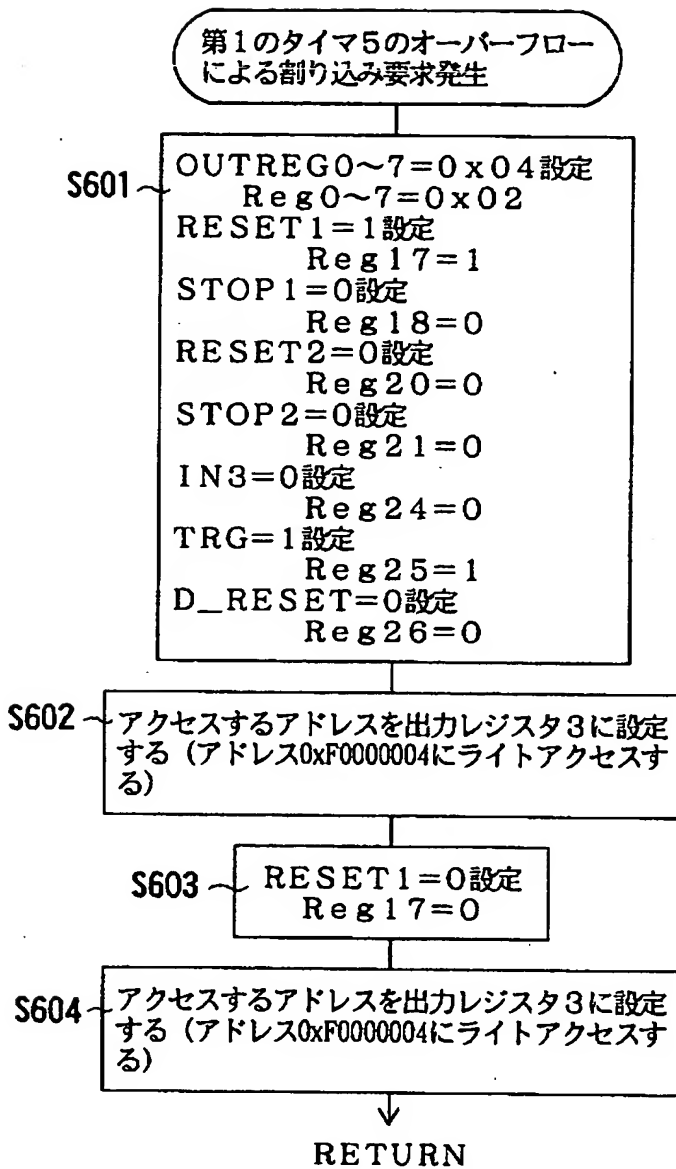 第1のタイマ5のオーバーフロー
による割り込み要求発生
S601
OUTREG0~7=0x04設定
Reg0~7=0x02
RESET1=1設定
Reg17=1
STOP1=0設定
Reg18=0
RESET2=0設定
Reg20=0
STOP2=0設定
Reg21=0
IN3=0設定
Reg24=0
TRG=1設定
Reg25=1
D_RESET=0設定
Reg26=0
S602
アクセスするアドレスを出力レジスタ3に設定
する(アドレス0xF0000004にライトアクセスす
る)
S603
RESET1=0設定
Reg17=0
S604
アクセスするアドレスを出力レジスタ3に設定
する(アドレス0xF0000004にライトアクセスす
る)
RETURN